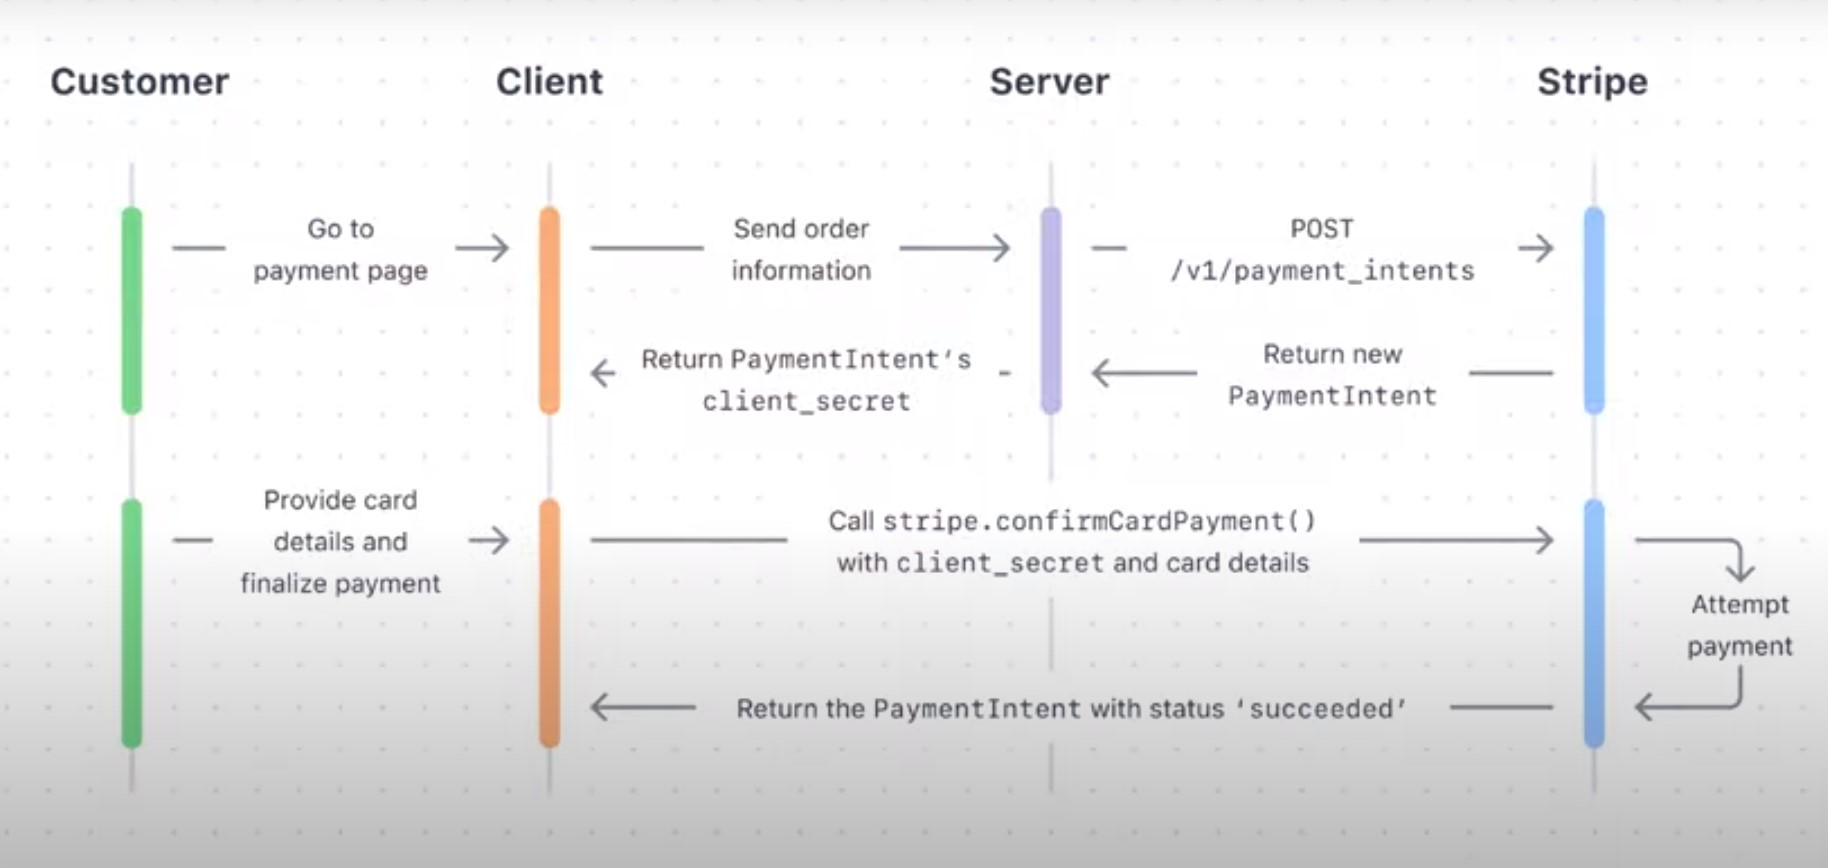 Customer
Client
Server
Stripe
Go to
payment page
Send order
information
POST
/v1/payment_intents
Return PaymentIntent‘s
client_secret
Return new
PaymentIntent
Provide card
details and
finalize payment
Call stripe.confirmCardPayment()
with client_secret and card details
Attempt
payment
Return the PaymentIntent with status ‘succeeded’